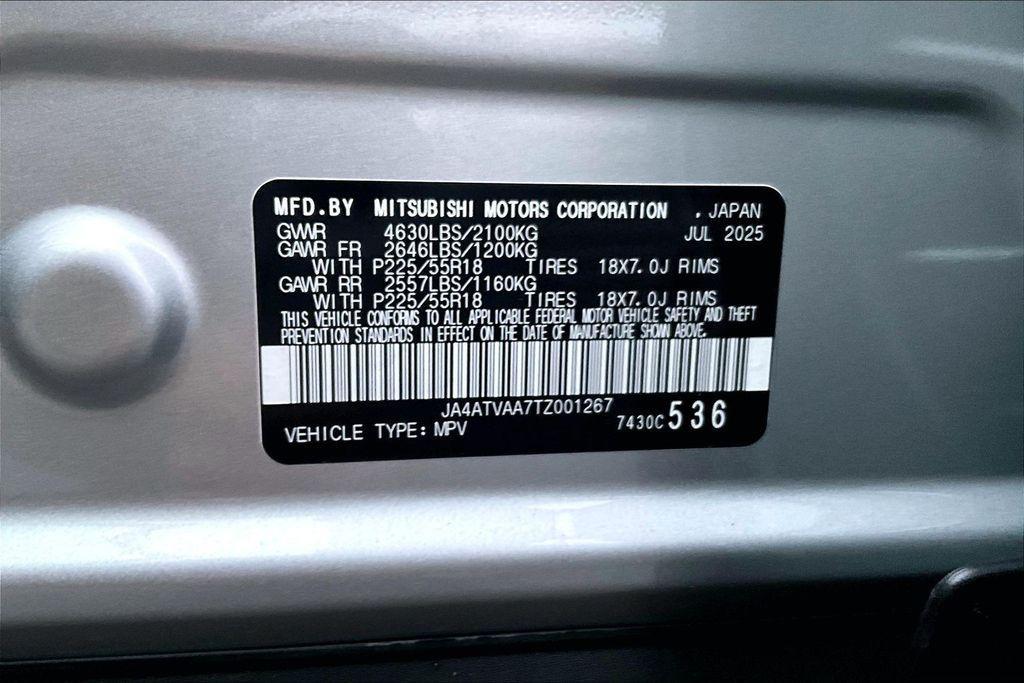 MFD.BY MITSUBISHI MOTORS CORPORATION , JAPAN
GVWR 4630LBS/2100KG JUL 2025
GAWR FR 2646LBS/1200KG
WITH P225/55R18 TIRES 18X7.0J RIMS
GAWR RR 2557LBS/1160KG
WITH P225/55R18 TIRES 18X7.0J RIMS
THIS VEHICLE CONFORMS TO ALL APPLICABLE FEDERAL MOTOR VEHICLE SAFETY AND THEFT
PREVENTION STANDARDS IN EFFECT ON THE DATE OF MANUFACTURE SHOWN ABOVE.
JA4ATVAA7TZ001267
VEHICLE TYPE: MPV 7430C536